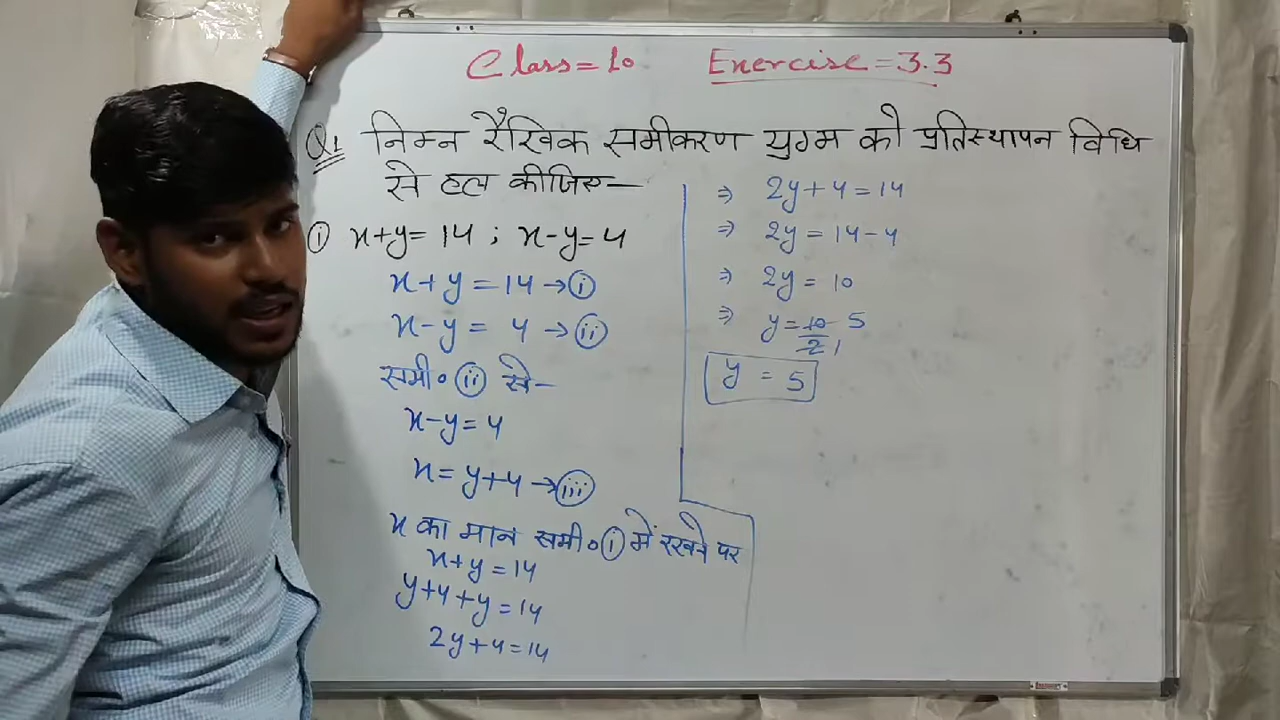 Class=10 Exercise=3.3
Q1 निम्न रैखिक समीकरण युग्म को प्रतिस्थापन विधि
से हल कीजिए—
① x+y=14 ; x-y=4
x+y=14→ⓘ
x-y= 4→ⅱ
समी॰ ⅱ से-
x-y=4
x=y+4→ⅲ
x का मान समी॰ ⓘ में रखने पर
x+y=14
y+4+y=14
2y+4=14
⇒ 2y+4=14
⇒ 2y=14-4
⇒ 2y=10
⇒ y=10/2 5 1
y = 5